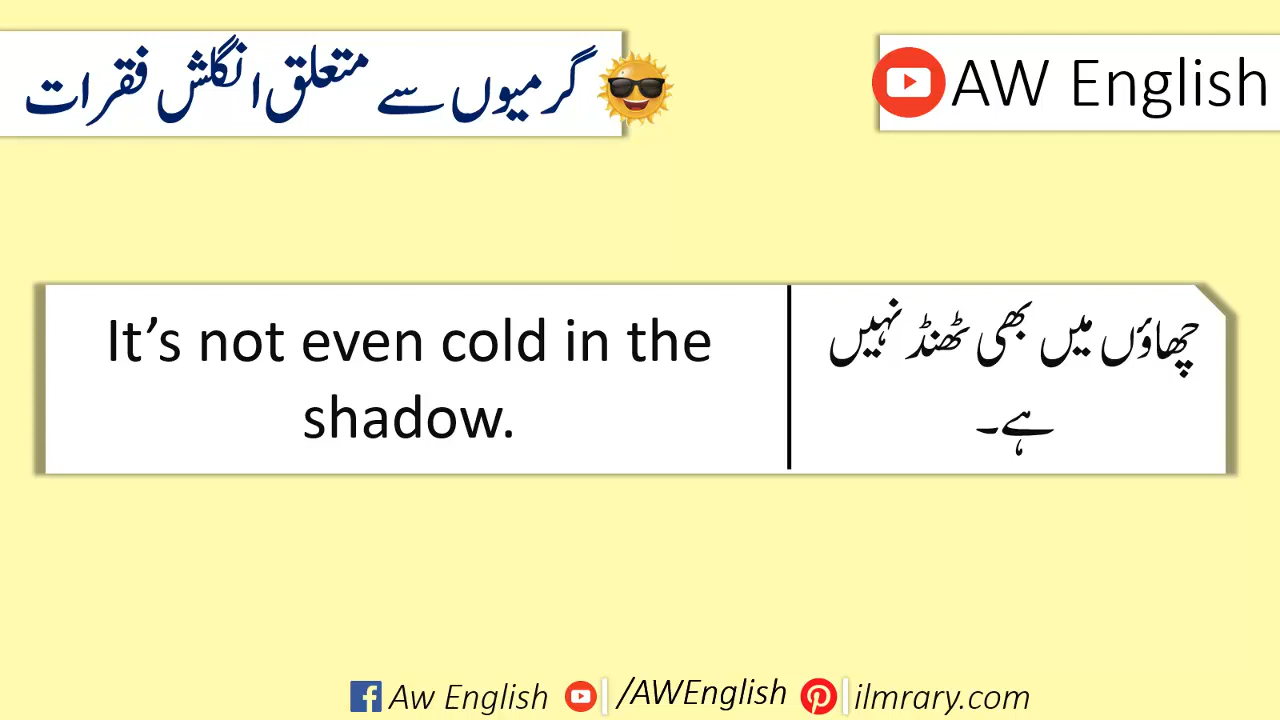 گرمیوں سے متعلق انگلش فقرات
AW English
It’s not even cold in the
shadow.
چھاؤں میں بھی ٹھنڈ نہیں
ہے۔
Aw English
/AWEnglish
ilmrary.com